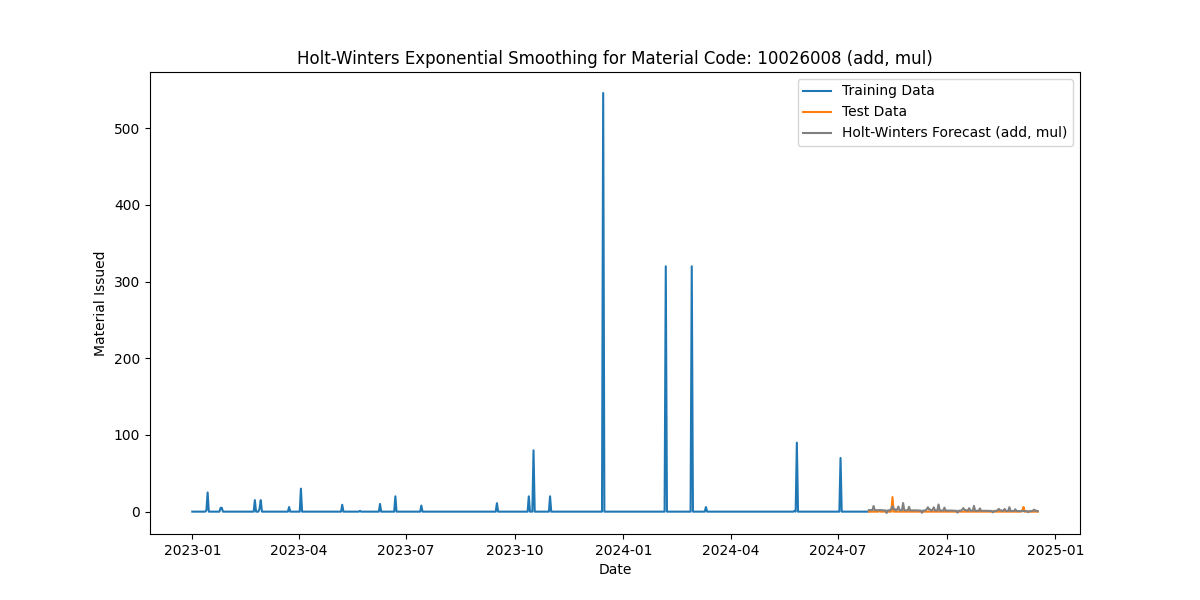 Holt-Winters Exponential Smoothing for Material Code: 10026008 (add, mul)
Training Data
Test Data
Holt-Winters Forecast (add, mul)
Material Issued
500
400
300
200
100
0
2023-01 2023-04 2023-07 2023-10 2024-01 2024-04 2024-07 2024-10 2025-01
Date